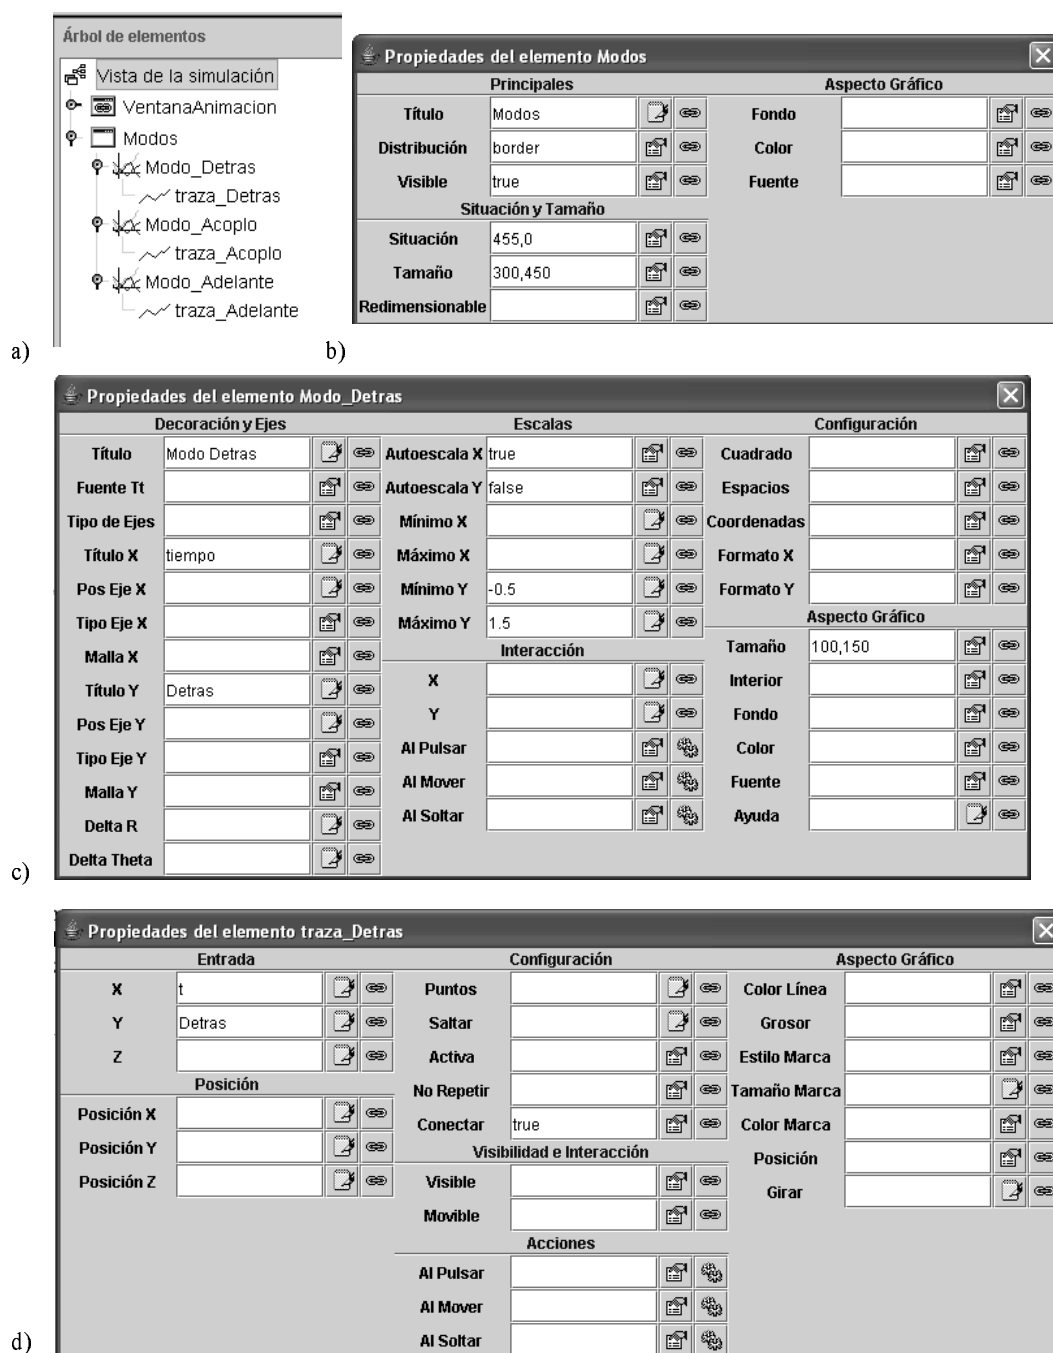 Árbol de elementos
Vista de la simulación
VentanaAnimacion
Modos
Modo_Detras
traza_Detras
Modo_Acoplo
traza_Acoplo
Modo_Adelante
traza_Adelante
a)
Propiedades del elemento Modos
Principales Aspecto Gráfico
Título Modos Fondo
Distribución border Color
Visible true Fuente
Situación y Tamaño
Situación 455,0
Tamaño 300,450
Redimensionable
b)
Propiedades del elemento Modo_Detras
Decoración y Ejes Escalas Configuración
Título Modo Detras Autoescala X true Cuadrado
Fuente Tt Autoescala Y false Espacios
Tipo de Ejes Mínimo X Coordenadas
Título X tiempo Máximo X Formato X
Pos Eje X Mínimo Y -0.5 Formato Y
Tipo Eje X Máximo Y 1.5 Aspecto Gráfico
Malla X Interacción Tamaño 100,150
Título Y Detras X Interior
Pos Eje Y Y Fondo
Tipo Eje Y Al Pulsar Color
Malla Y Al Mover Fuente
Delta R Al Soltar Ayuda
Delta Theta
c)
Propiedades del elemento traza_Detras
Entrada Configuración Aspecto Gráfico
X t Puntos Color Línea
Y Detras Saltar Grosor
Z Activa Estilo Marca
Posición No Repetir Tamaño Marca
Posición X Conectar true Color Marca
Posición Y Visibilidad e Interacción Posición
Posición Z Visible Girar
Movible
Acciones
Al Pulsar
Al Mover
Al Soltar
d)